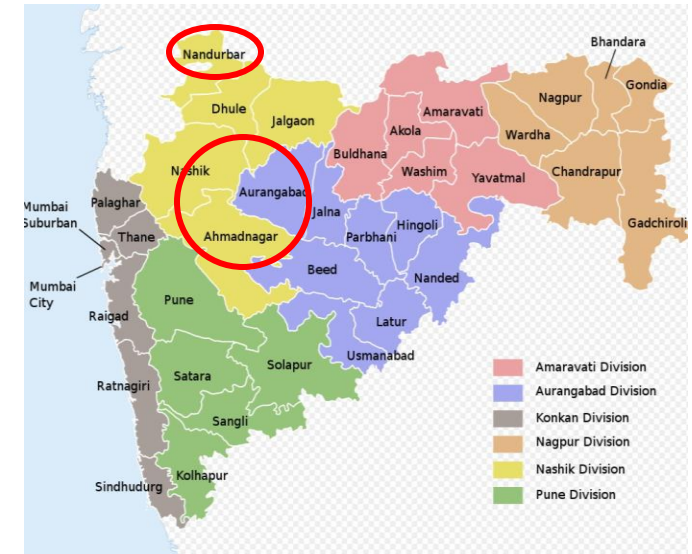 Nandurbar
Bhandara
Dhule
Jalgaon
Nagpur
Gondia
Amaravati
Akola
Wardha
Buldhana
Nashik
Washim
Yavatmal
Chandrapur
Aurangabad
Palaghar
Mumbai
Suburban
Jalna
Hingoli
Gadchiroli
Thane
Ahmadnagar
Parbhani
Beed
Nanded
Mumbai
City
Pune
Raigad
Latur
Usmanabad
Solapur
Satara
Ratnagiri
Sangli
Kolhapur
Sindhudurg
Amaravati Division
Aurangabad Division
Konkan Division
Nagpur Division
Nashik Division
Pune Division